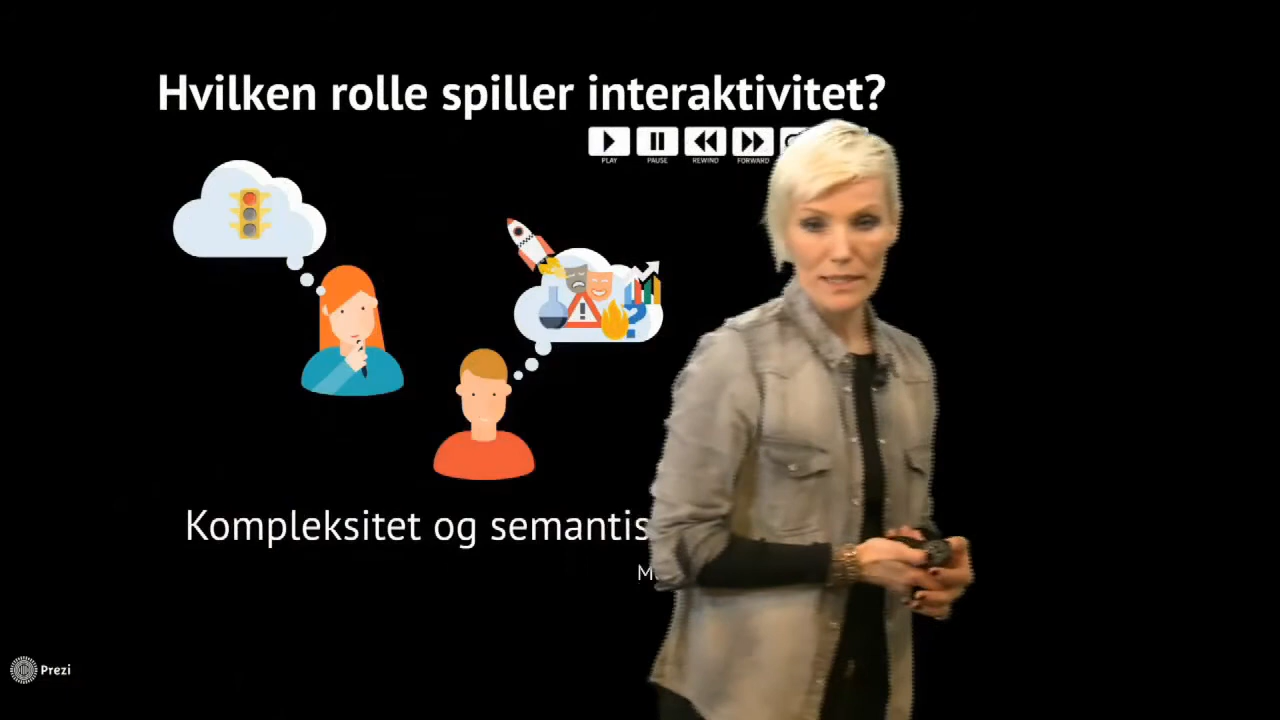 Hvilken rolle spiller interaktivitet?
PLAY PAUSE REWIND FORWARD
Kompleksitet og semantis
Prezi